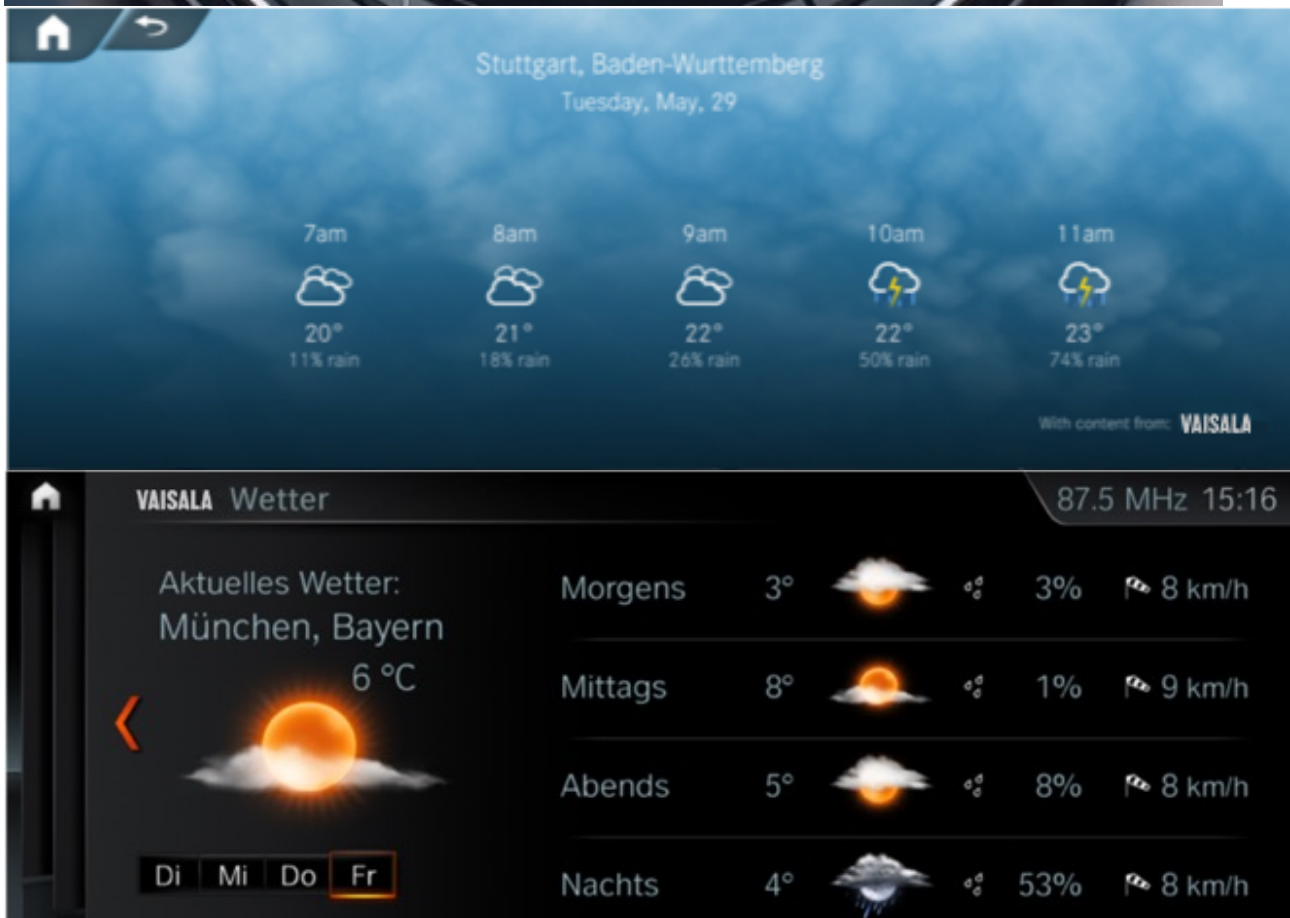 Stuttgart, Baden-Wurttemberg
Tuesday, May, 29
7am 8am 9am 10am 11am
20° 21° 22° 22° 23°
11% rain 18% rain 26% rain 50% rain 74% rain
With content from: VAISALA
VAISALA Wetter 87.5 MHz 15:16
Aktuelles Wetter:
München, Bayern
6 °C
Di Mi Do Fr
Morgens 3° 3% 8 km/h
Mittags 8° 1% 9 km/h
Abends 5° 8% 8 km/h
Nachts 4° 53% 8 km/h